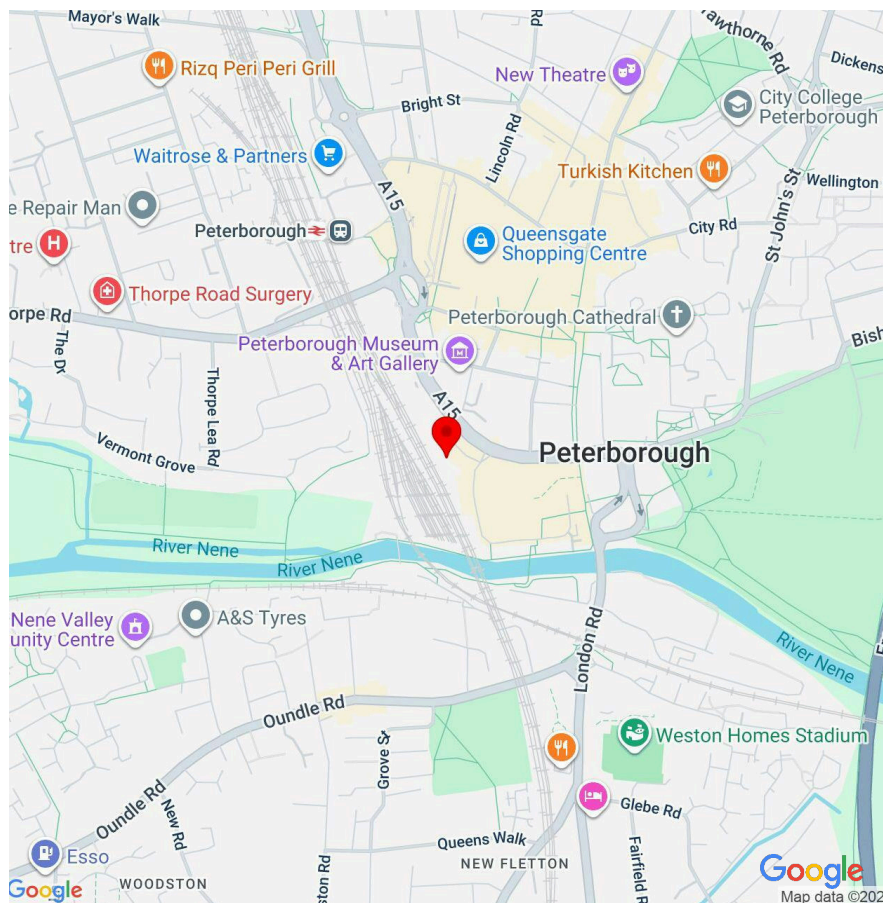 Mayor's Walk
Rizq Peri Peri Grill
Bright St
Lincoln Rd
New Theatre
Dickens
City College
Peterborough
Waitrose & Partners
A15
Turkish Kitchen
Wellington
St John's St
e Repair Man
Peterborough
City Rd
Queensgate
Shopping Centre
tre
H
Thorpe Road Surgery
orpe Rd
Peterborough Cathedral
Bish
Peterborough Museum
& Art Gallery
Thorpe Lea Rd
A15
Vermont Grove
Peterborough
River Nene
River Nene
Nene Valley
unity Centre
A&S Tyres
London Rd
River Nene
Oundle Rd
Grove St
Weston Homes Stadium
Glebe Rd
Oundle Rd
New Rd
Queens Walk
Fairfield R
Esso
NEW FLETTON
ston Rd
WOODSTON
Google
Google
Map data ©202